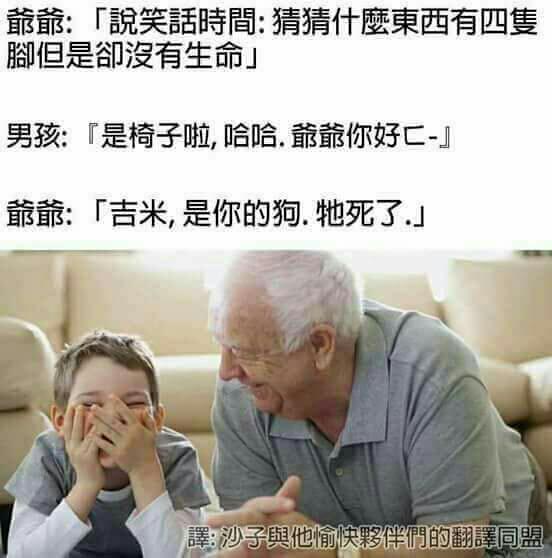 爺爺: 「說笑話時間: 猜猜什麼東西有四隻
腳但是卻沒有生命」
男孩: 『是椅子啦, 哈哈. 爺爺你好ㄈ-』
爺爺: 「吉米, 是你的狗. 牠死了.」
譯: 沙子與他愉快夥伴們的翻譯同盟